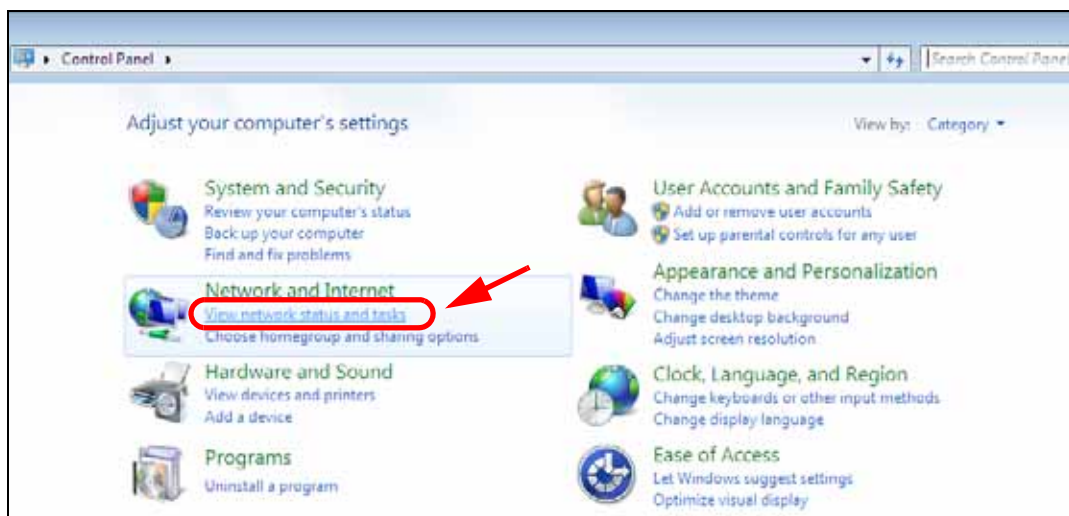 Control Panel
Search Control Panel
Adjust your computer's settings
View by: Category
System and Security
Review your computer's status
Back up your computer
Find and fix problems
Network and Internet
View network status and tasks
Choose homegroup and sharing options
Hardware and Sound
View devices and printers
Add a device
Programs
Uninstall a program
User Accounts and Family Safety
Add or remove user accounts
Set up parental controls for any user
Appearance and Personalization
Change the theme
Change desktop background
Adjust screen resolution
Clock, Language, and Region
Change keyboards or other input methods
Change display language
Ease of Access
Let Windows suggest settings
Optimize visual display